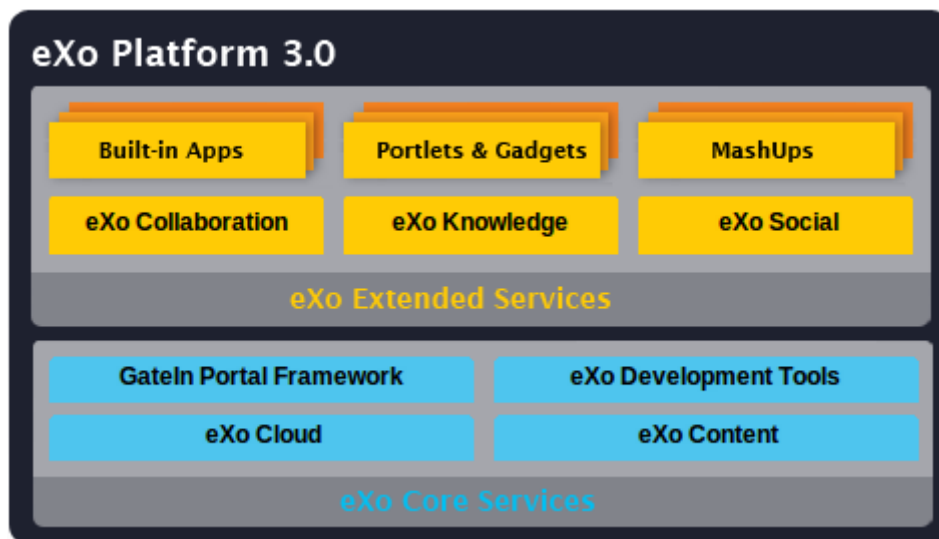 eXo Platform 3.0
Built-in Apps
Portlets & Gadgets
MashUps
eXo Collaboration
eXo Knowledge
eXo Social
eXo Extended Services
GateIn Portal Framework
eXo Development Tools
eXo Cloud
eXo Content
eXo Core Services